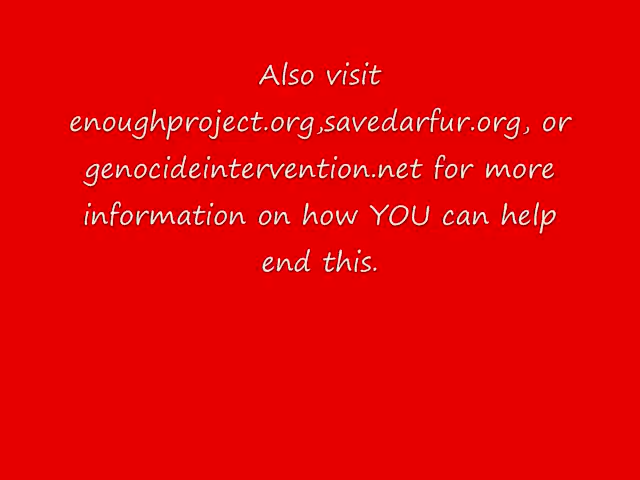 Also visit
enoughproject.org,savedarfur.org, or
genocideintervention.net for more
information on how YOU can help
end this.